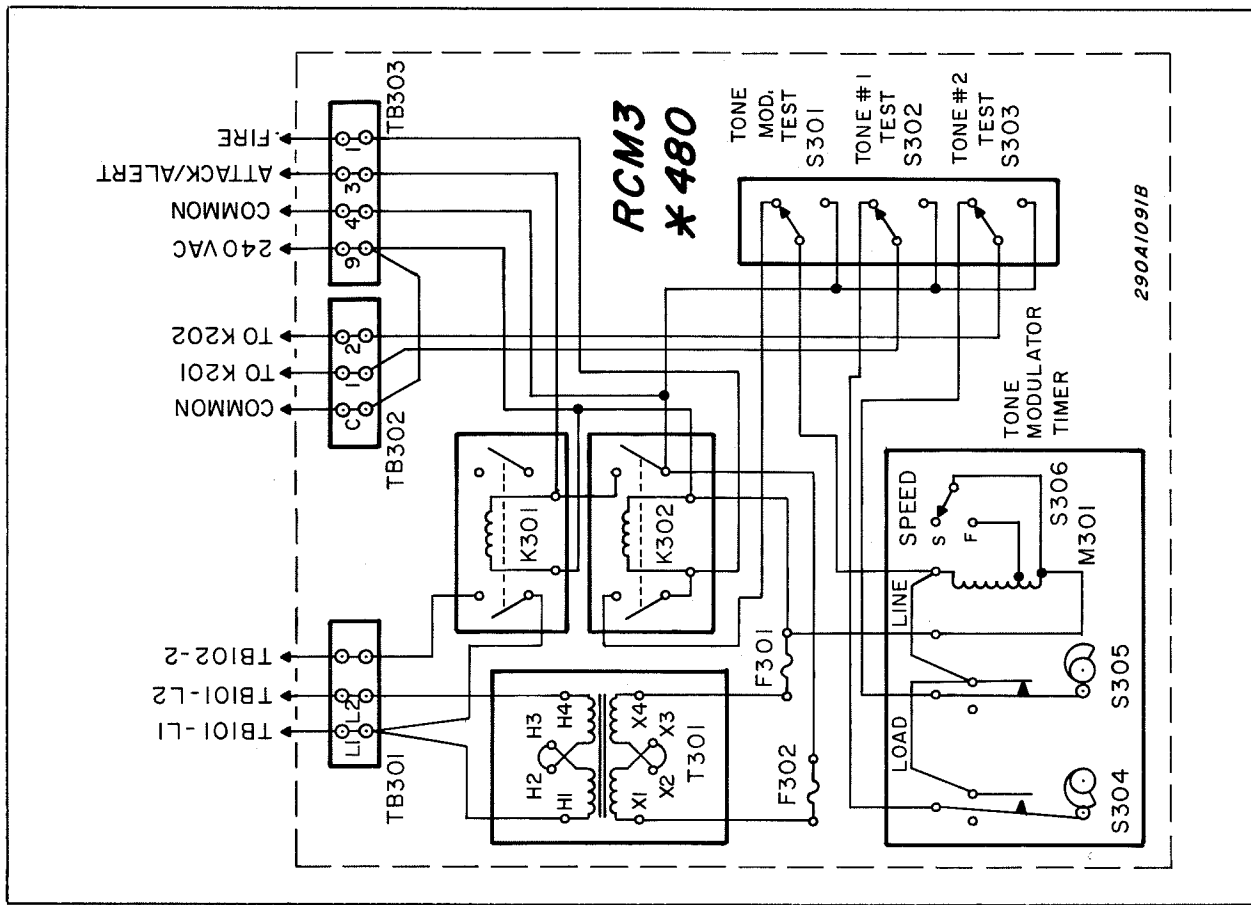 FIRE
ATTACK/ALERT
COMMON
240VAC
TB303
1
3
4
9
TO K202
TO K201
COMMON
TB302
2
1
C
TB102-2
TB101-L2
TB101-L1
TB301
L2
L1
RCM3
*480
TONE
MOD.
TEST
S301
TONE #1
TEST
S302
TONE #2
TEST
S303
290A1091B
K301
K302
H1
H2
H3
H4
X1
X2
X3
X4
T301
F301
F302
TONE
MODULATOR
TIMER
SPEED
S
F
S306
M301
LINE
LOAD
S305
S304